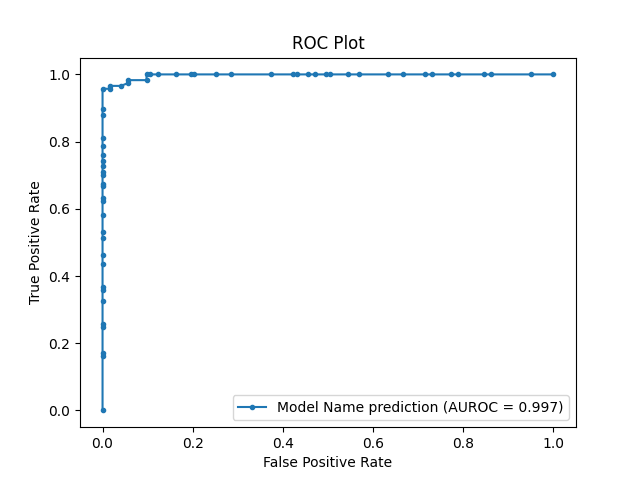 ROC Plot
True Positive Rate
1.0
0.8
0.6
0.4
0.2
0.0
Model Name prediction (AUROC = 0.997)
0.0 0.2 0.4 0.6 0.8 1.0
False Positive Rate